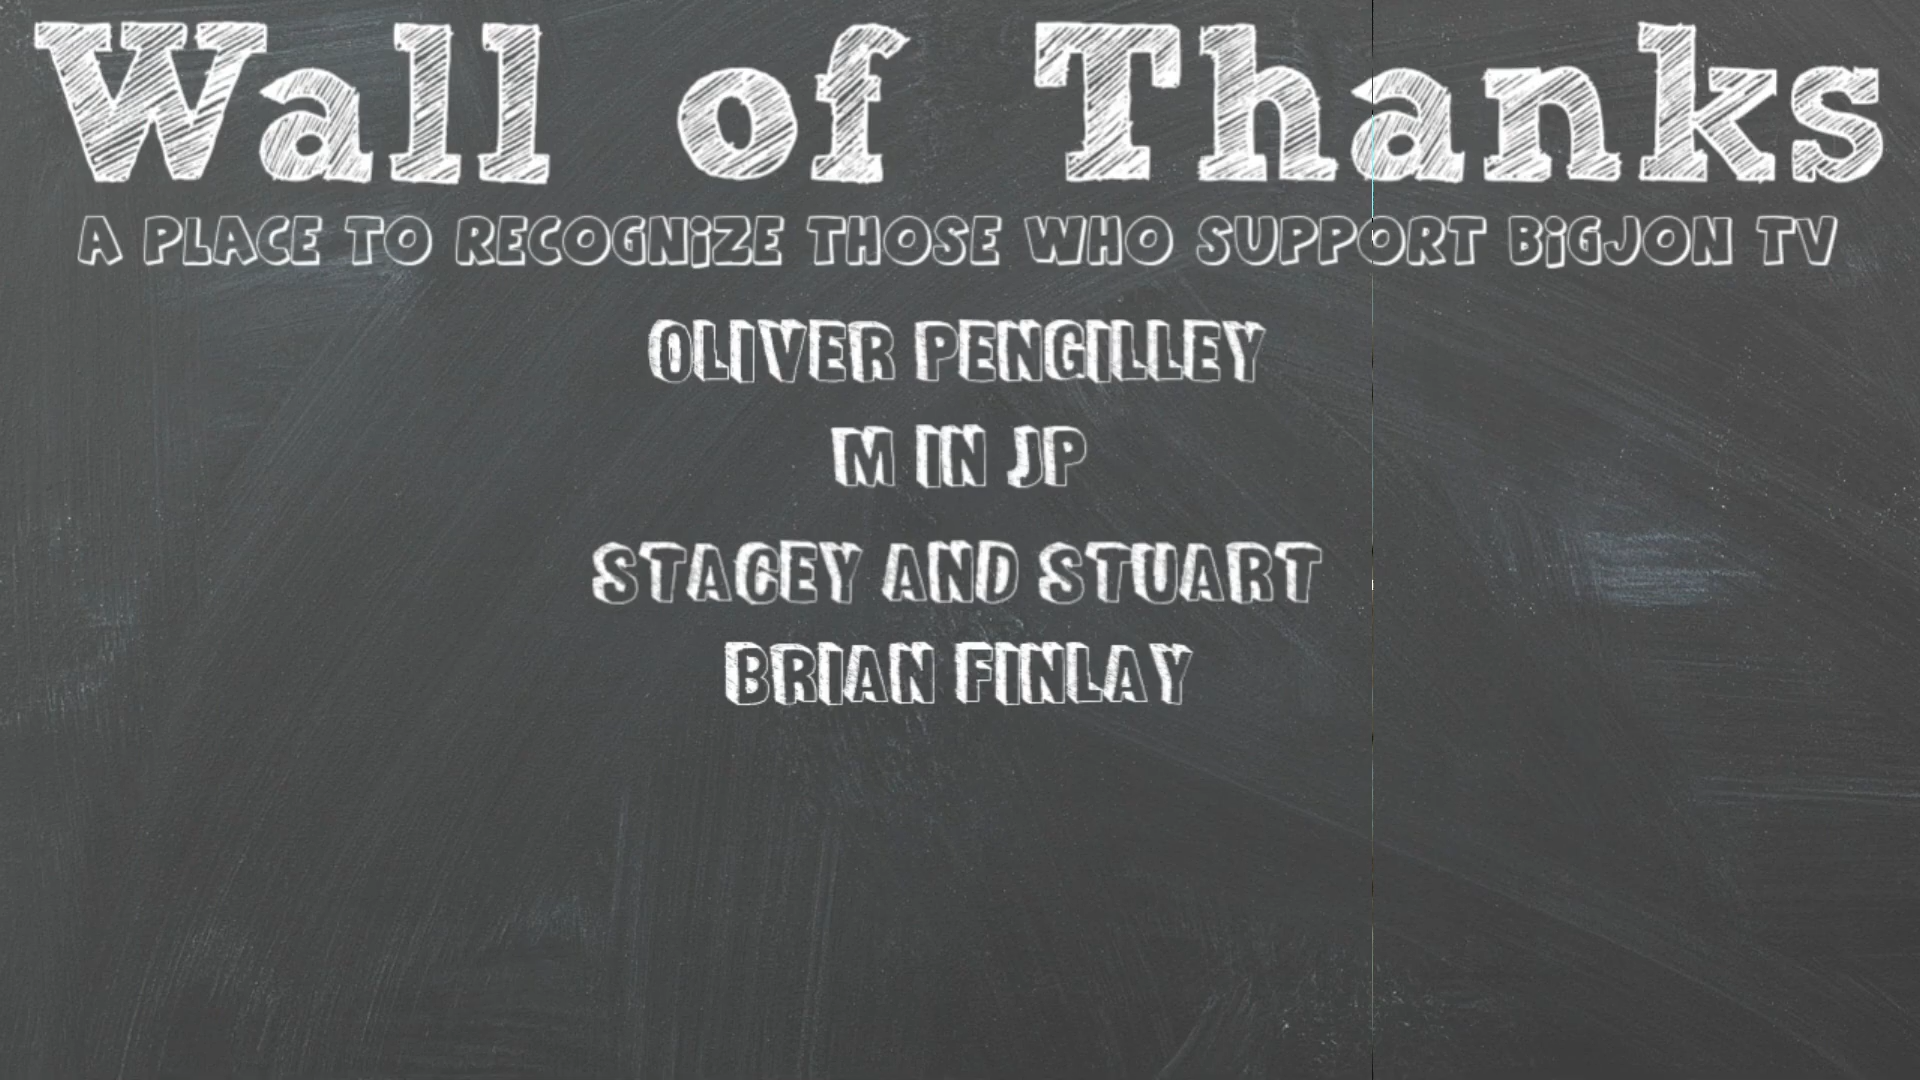 Wall of Thanks
A PLACE TO RECOGNiZE THOSE WHO SUPPORT BiGJON TV
OLIVER PENGILLEY
M IN JP
STACEY AND STUART
BRIAN FINLAY